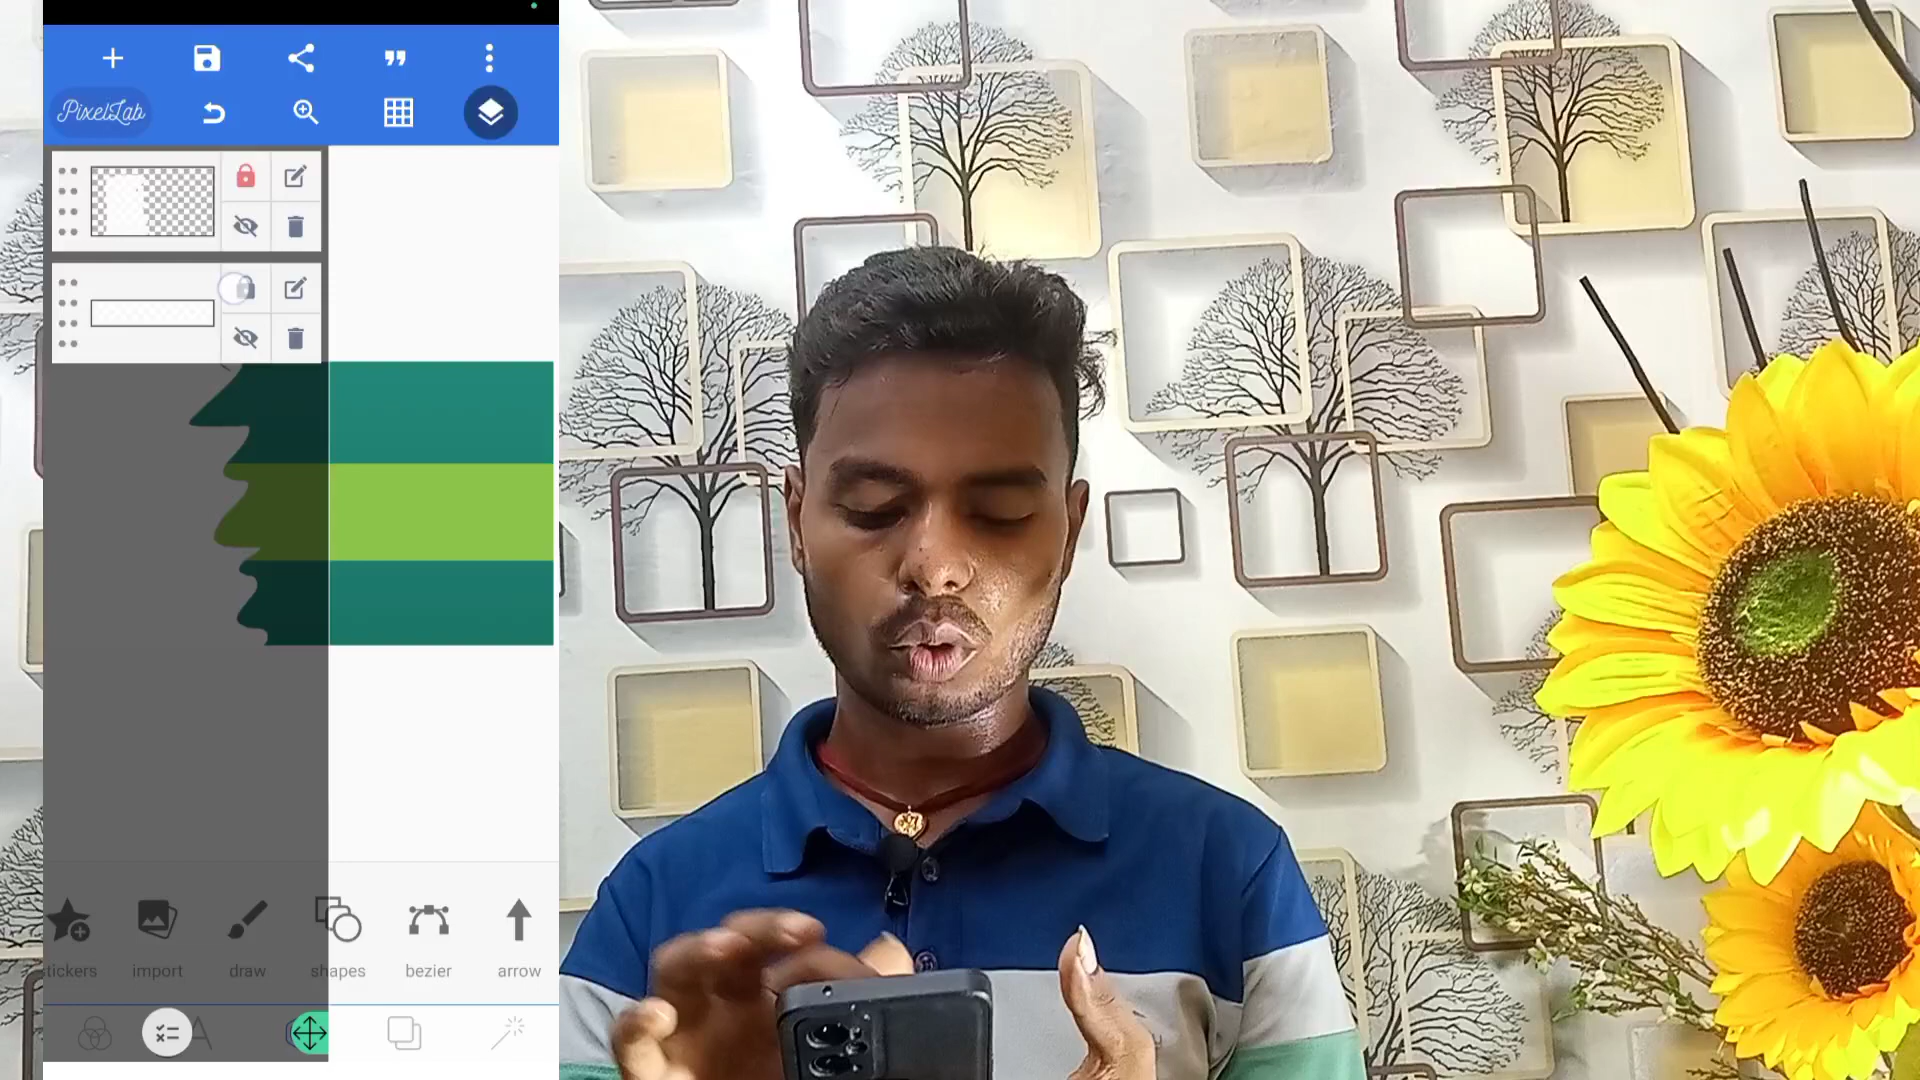 PixelLab
stickers
import
draw
shapes
bezier
arrow